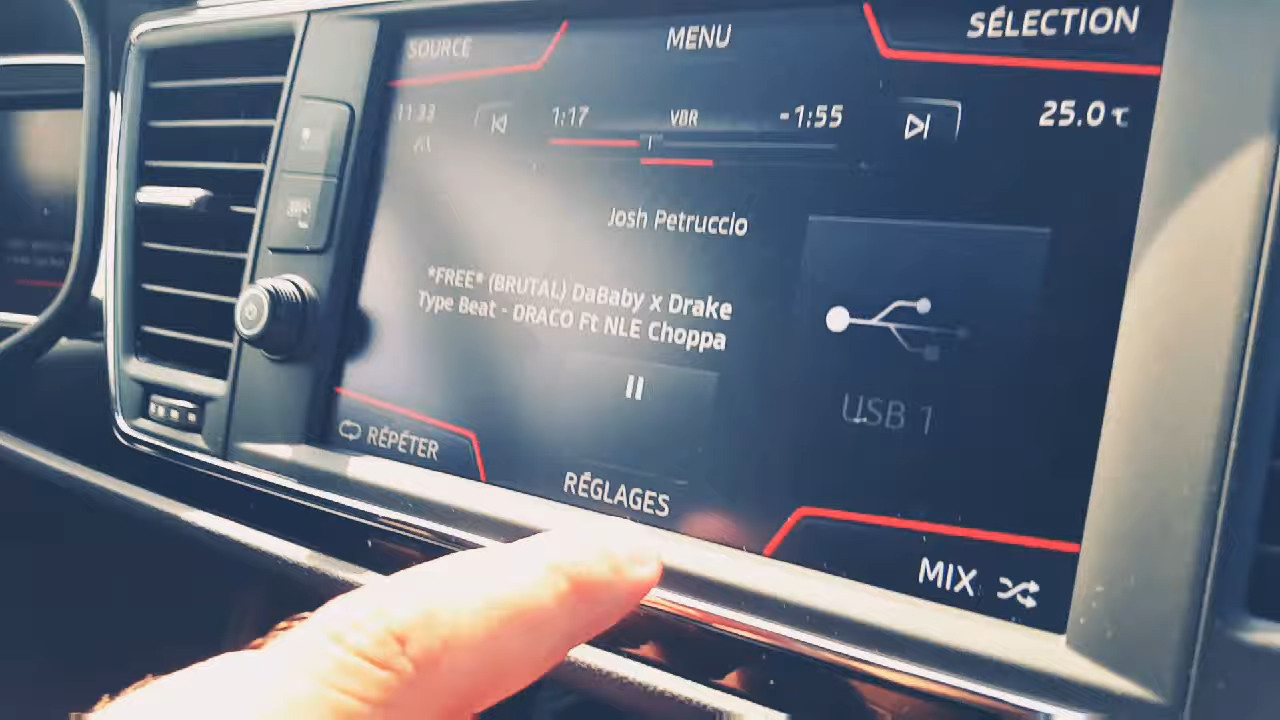 SOURCE
MENU
SÉLECTION
11 33
1:17
VBR
-1:55
25.0 °C
Josh Petruccio
*FREE* (BRUTAL) DaBaby x Drake
Type Beat - DRACO Ft NLE Choppa
USB 1
RÉPÉTER
RÉGLAGES
MIX